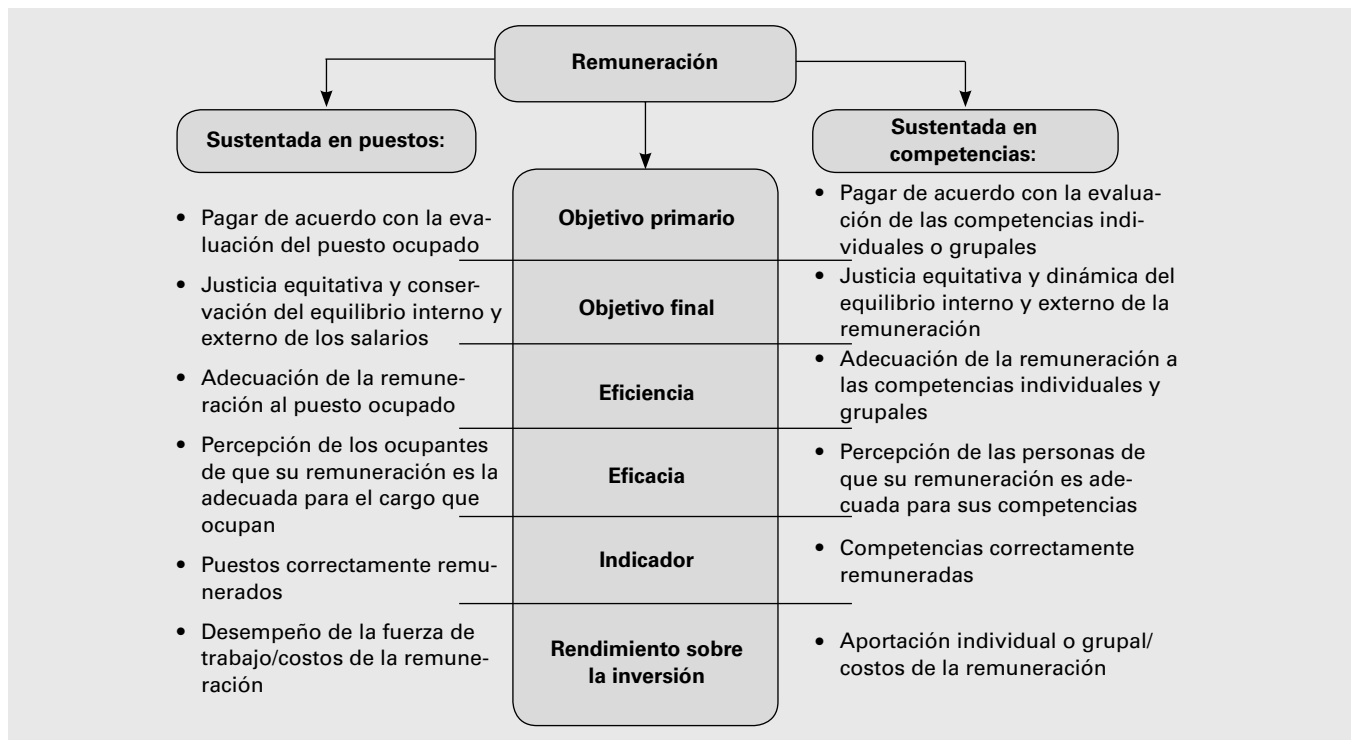 Remuneración
Sustentada en puestos:
• Pagar de acuerdo con la eva-
luación del puesto ocupado
• Justicia equitativa y conser-
vación del equilibrio interno y
externo de los salarios
• Adecuación de la remune-
ración al puesto ocupado
• Percepción de los ocupantes
de que su remuneración es la
adecuada para el cargo que
ocupan
• Puestos correctamente remu-
nerados
• Desempeño de la fuerza de
trabajo/costos de la remune-
ración
Objetivo primario
Objetivo final
Eficiencia
Eficacia
Indicador
Rendimiento sobre
la inversión
Sustentada en
competencias:
• Pagar de acuerdo con la evalua-
ción de las competencias indi-
viduales o grupales
• Justicia equitativa y dinámica del
equilibrio interno y externo de la
remuneración
• Adecuación de la remuneración a
las competencias individuales y
grupales
• Percepción de las personas de
que su remuneración es ade-
cuada para sus competencias
• Competencias correctamente
remuneradas
• Aportación individual o grupal/
costos de la remuneración